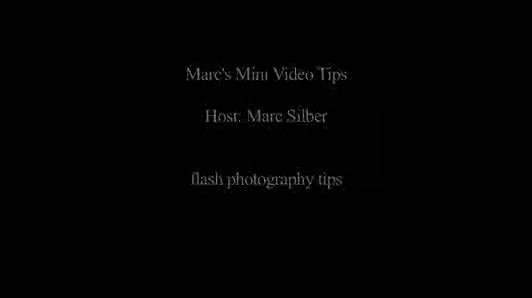 Marc's Mini Video Tips
Host: Marc Silber
flash photography tips